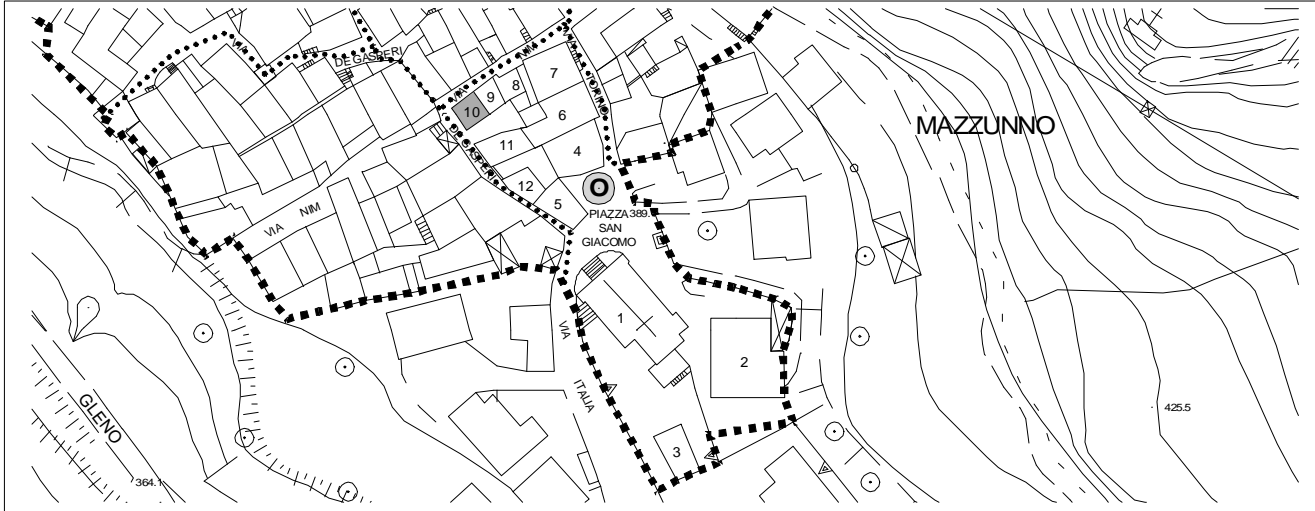 VIA
DE GASPERI
MAZZUNNO
7
8
9
10
6
11
4
12
5
O
PIAZZA 389.
SAN
GIACOMO
VIA NIM
1
VIA
ITALIA
2
3
GLENO
364.1
425.5